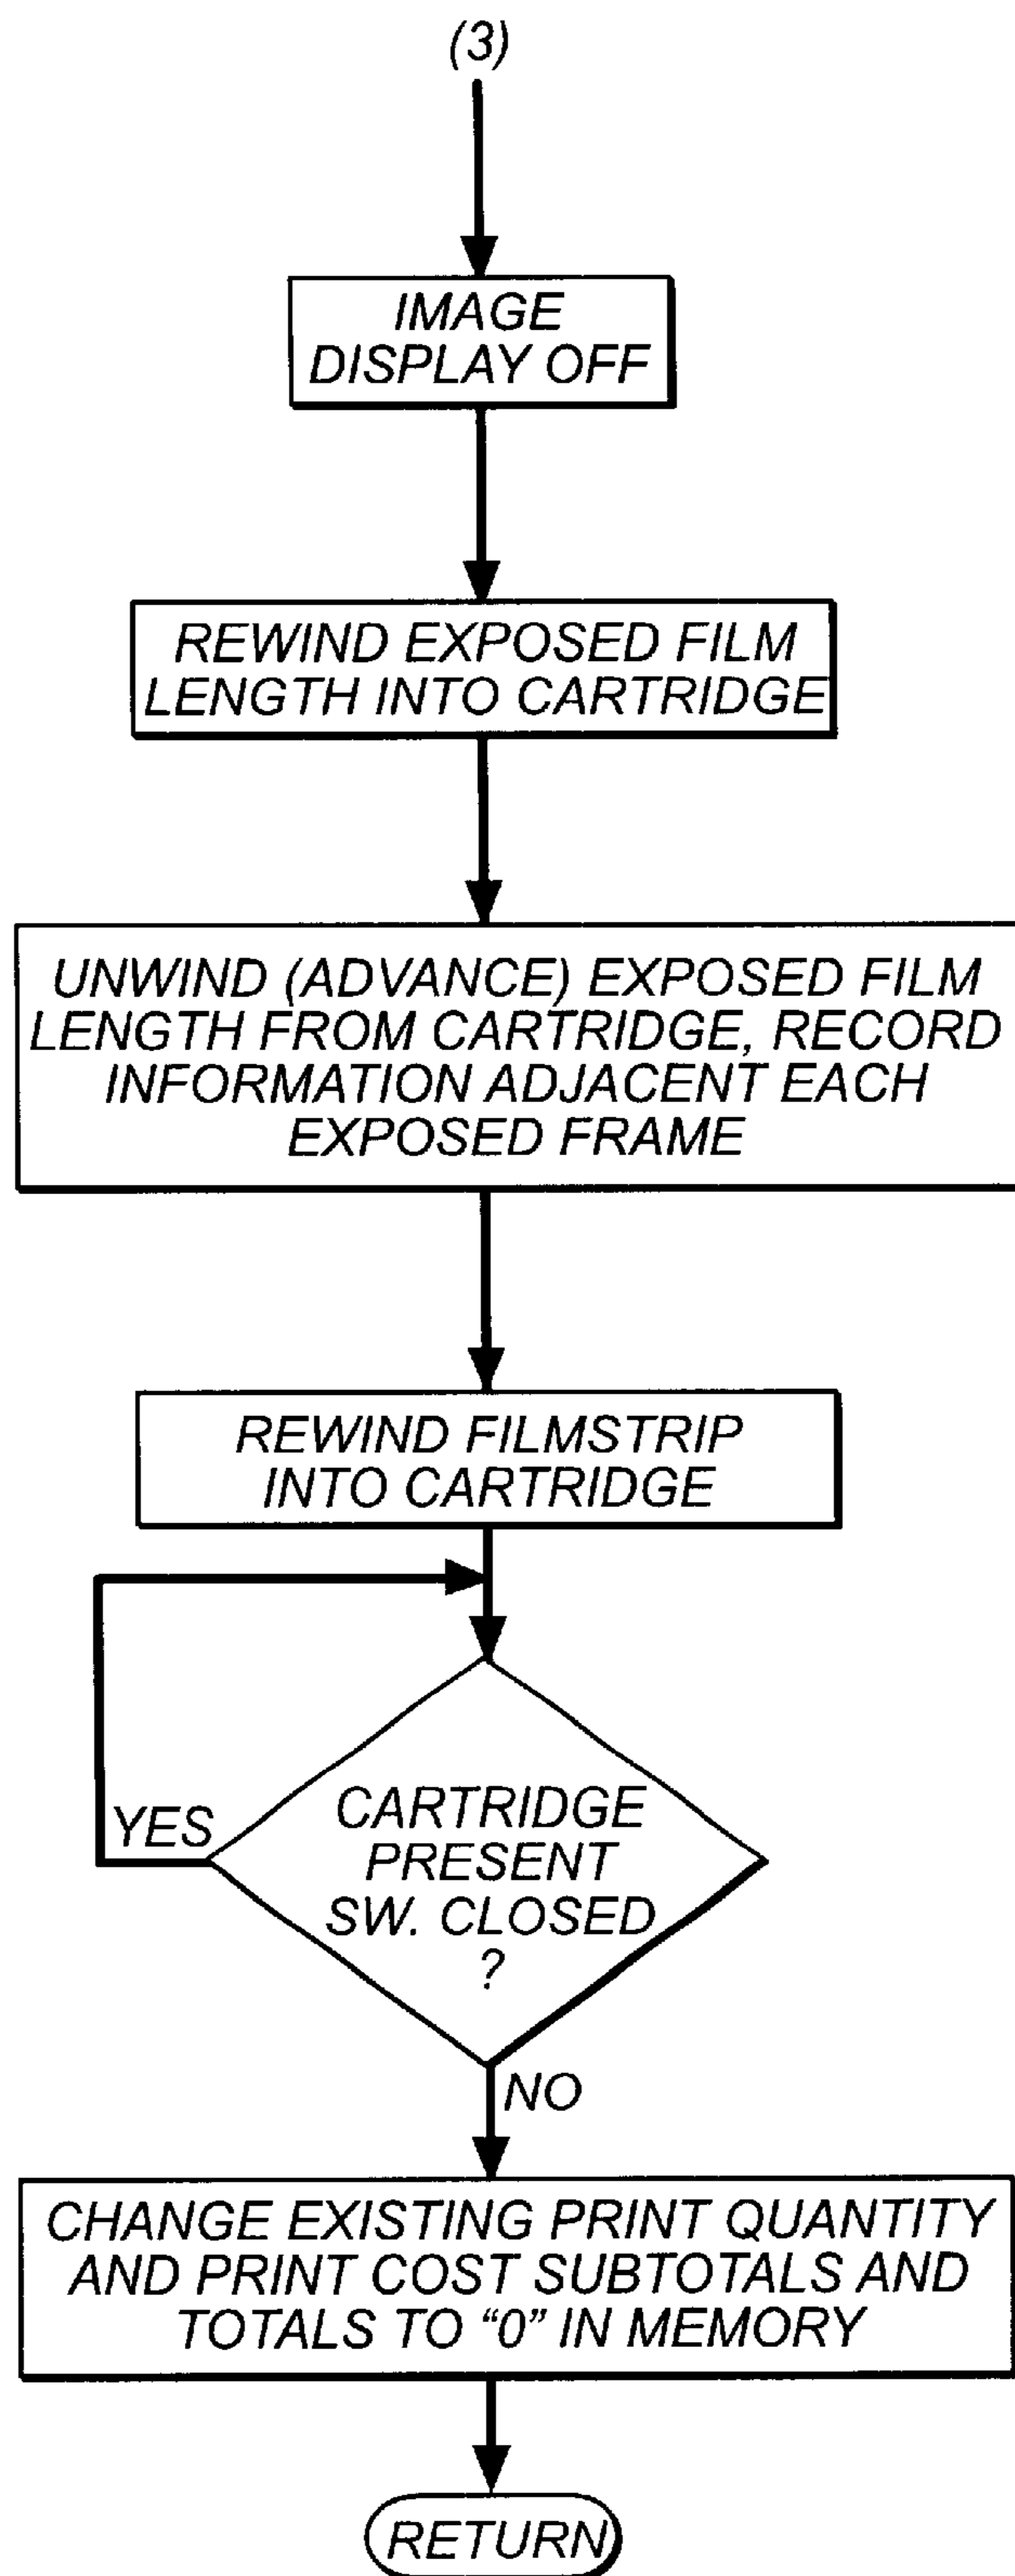 (3)
IMAGE
DISPLAY OFF
REWIND EXPOSED FILM
LENGTH INTO CARTRIDGE
UNWIND (ADVANCE) EXPOSED FILM
LENGTH FROM CARTRIDGE, RECORD
INFORMATION ADJACENT EACH
EXPOSED FRAME
REWIND FILMSTRIP
INTO CARTRIDGE
YES
CARTRIDGE
PRESENT
SW. CLOSED
?
NO
CHANGE EXISTING PRINT QUANTITY
AND PRINT COST SUBTOTALS AND
TOTALS TO “0” IN MEMORY
RETURN